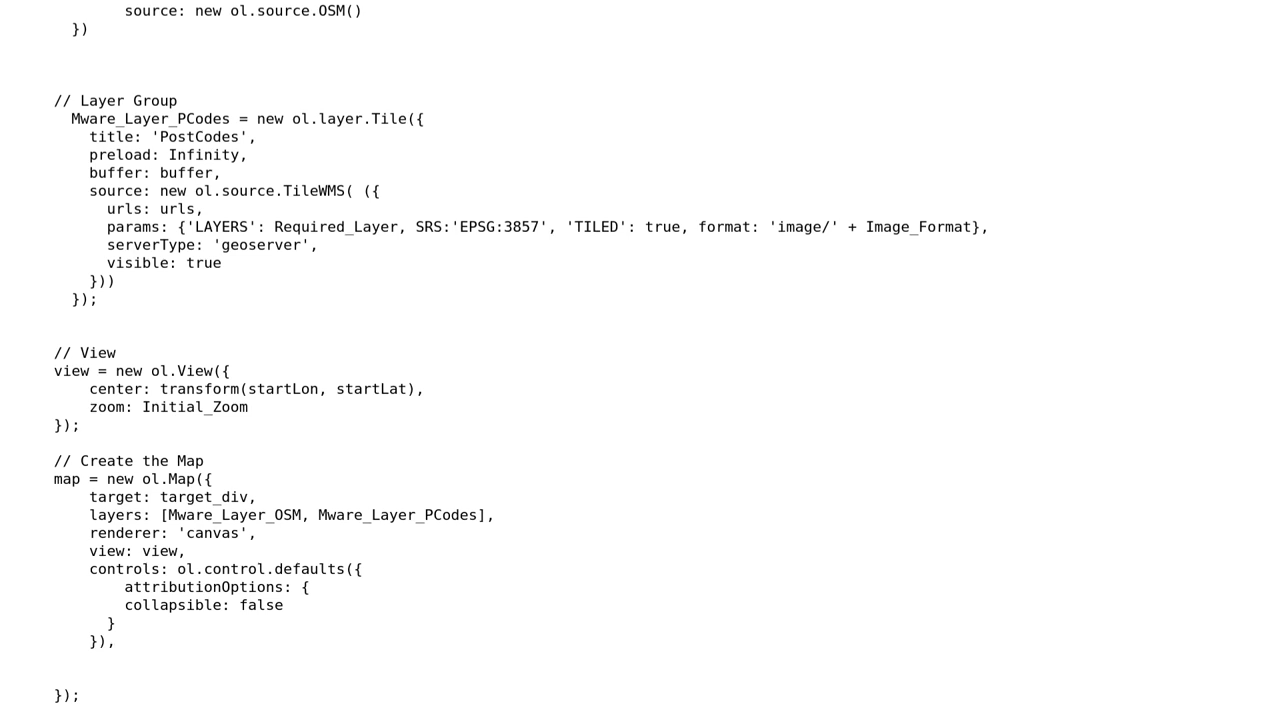 source: new ol.source.OSM()
})
// Layer Group
Mware_Layer_PCodes = new ol.layer.Tile({
title: 'PostCodes',
preload: Infinity,
buffer: buffer,
source: new ol.source.TileWMS( ({
urls: urls,
params: {'LAYERS': Required_Layer, SRS:'EPSG:3857', 'TILED': true, format: 'image/' + Image_Format},
serverType: 'geoserver',
visible: true
}))
});
// View
view = new ol.View({
center: transform(startLon, startLat),
zoom: Initial_Zoom
});
// Create the Map
map = new ol.Map({
target: target_div,
layers: [Mware_Layer_OSM, Mware_Layer_PCodes],
renderer: 'canvas',
view: view,
controls: ol.control.defaults({
attributionOptions: {
collapsible: false
}
}),
});